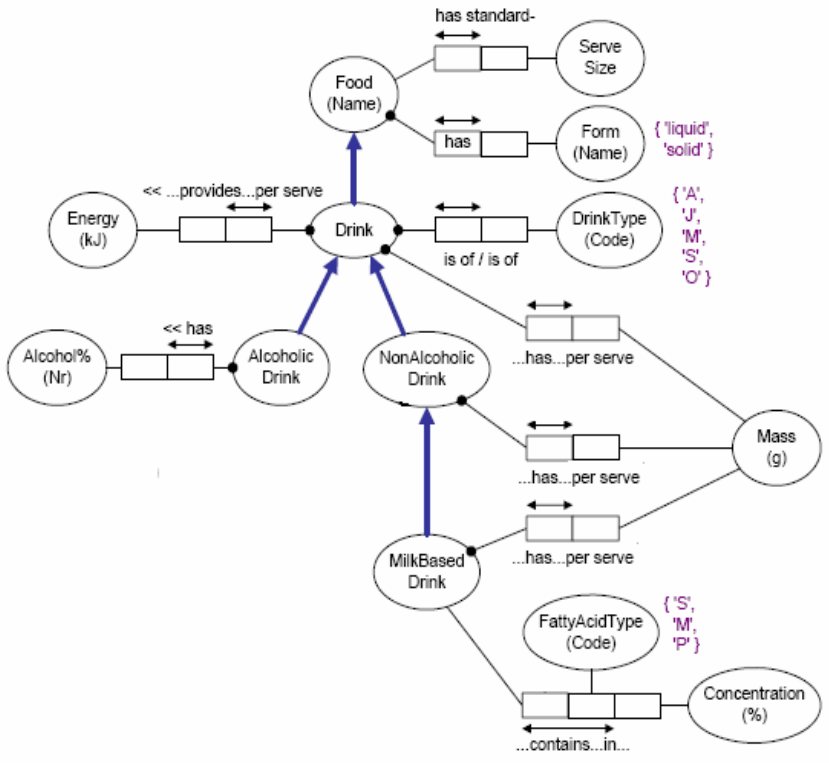 has standard-
Serve
Size
Food
(Name)
has
Form
(Name)
{ 'liquid',
'solid' }
<< ...provides...per serve
Energy
(kJ)
Drink
is of / is of
DrinkType
(Code)
{ 'A',
'J',
'M',
'S',
'O' }
<< has
Alcohol%
(Nr)
Alcoholic
Drink
NonAlcoholic
Drink
...has...per serve
...has...per serve
Mass
(g)
...has...per serve
MilkBased
Drink
FattyAcidType
(Code)
{ 'S',
'M',
'P' }
...contains...in...
Concentration
(%)